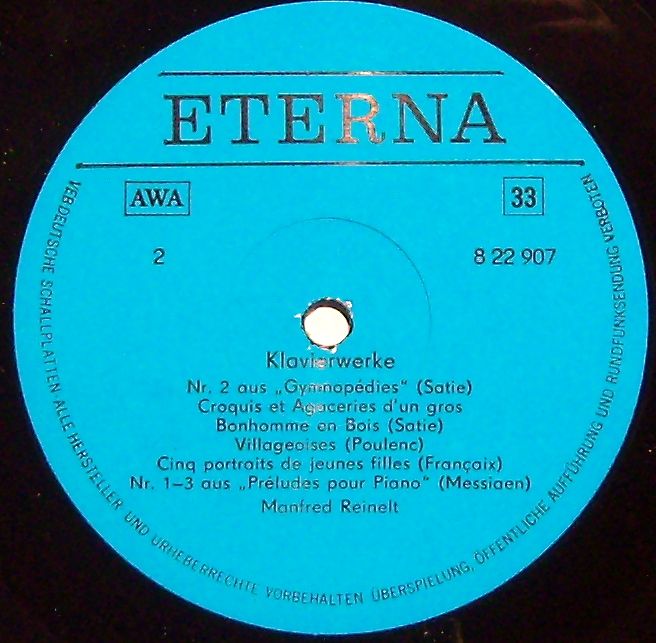 ETERNA
AWA
33
2
8 22 907
Klavierwerke
Nr. 2 aus „Gymnopédies“ (Satie)
Croquis et Agaceries d'un gros
Bonhomme en Bois (Satie)
Villageoises (Poulenc)
Cinq portraits de jeunes filles (Françaix)
Nr. 1–3 aus „Préludes pour Piano“ (Messiaen)
Manfred Reinelt
VEB DEUTSCHE SCHALLPLATTEN ALLE HERSTELLER- UND URHEBERRECHTE VORBEHALTEN ÜBERSPIELUNG, ÖFFENTLICHE AUFFÜHRUNG UND RUNDFUNKSENDUNG VERBOTEN